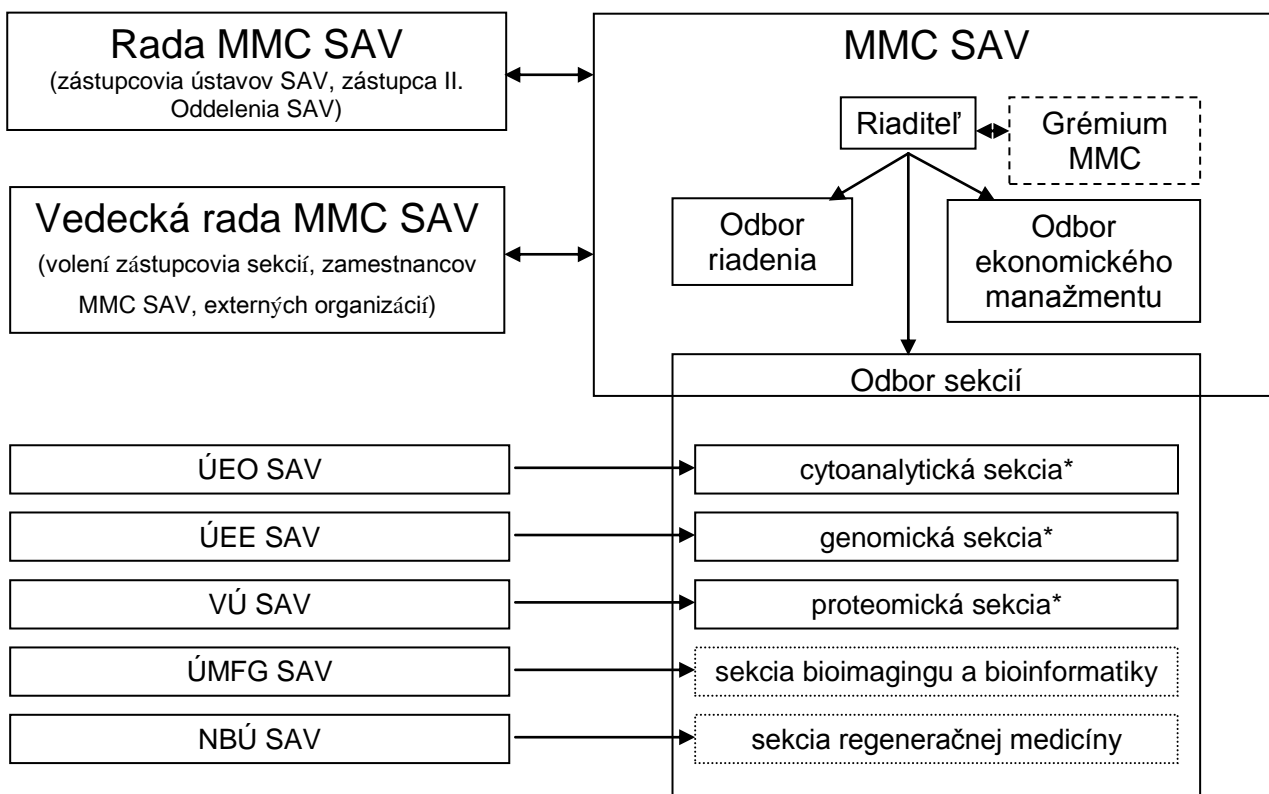 Rada MMC SAV
(zástupcovia ústavov SAV, zástupca II.
Oddelenia SAV)
Vedecká rada MMC SAV
(volení zástupcovia sekcií, zamestnancov
MMC SAV, externých organizácií)
MMC SAV
Riaditeľ
Grémium
MMC
Odbor
riadenia
Odbor
ekonomického
manažmentu
Odbor sekcií
ÚEO SAV
cytoanalytická sekcia*
ÚEE SAV
genomická sekcia*
VÚ SAV
proteomická sekcia*
ÚMFG SAV
sekcia bioimagingu a bioinformatiky
NBÚ SAV
sekcia regeneračnej medicíny